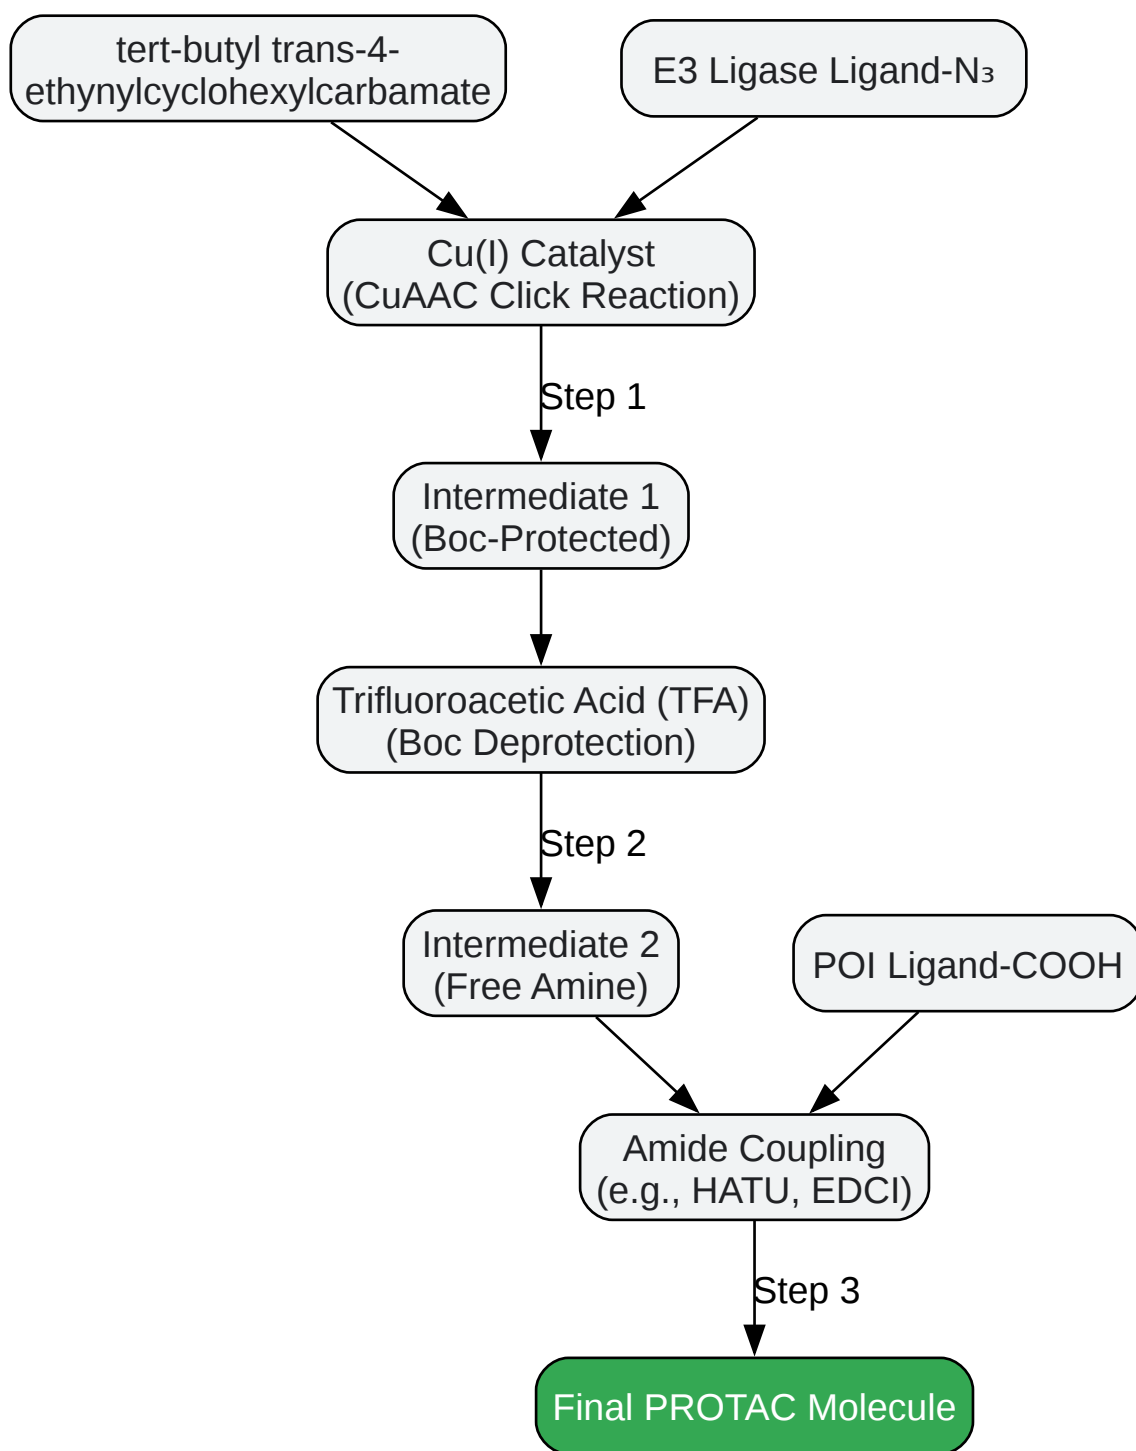 tert-butyl trans-4-
ethynylcyclohexylcarbamate
E3 Ligase Ligand-N₃
Cu(I) Catalyst
(CuAAC Click Reaction)
Step 1
Intermediate 1
(Boc-Protected)
Trifluoroacetic Acid (TFA)
(Boc Deprotection)
Step 2
Intermediate 2
(Free Amine)
POI Ligand-COOH
Amide Coupling
(e.g., HATU, EDCI)
Step 3
Final PROTAC Molecule